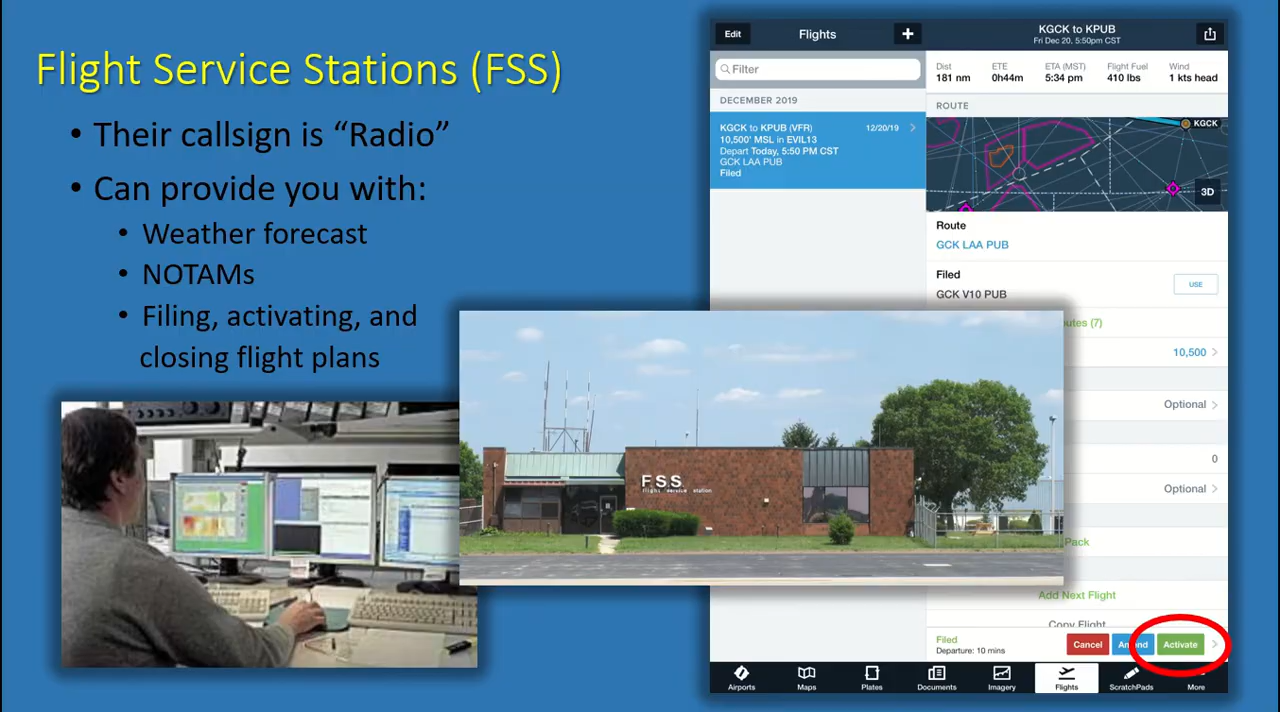 Flight Service Stations (FSS)
• Their callsign is “Radio”
• Can provide you with:
• Weather forecast
• NOTAMs
• Filing, activating, and
closing flight plans
FSS
flight service station
Edit
Flights
+
Filter
DECEMBER 2019
KGCK to KPUB (VFR) 12/20/19
10,500' MSL in EVIL13
Depart Today, 5:50 PM CST
GCK LAA PUB
Filed
KGCK to KPUB
Fri Dec 20, 5:50pm CST
Dist ETE ETA (MST) Flight Fuel Wind
181 nm 0h44m 5:34 pm 410 lbs 1 kts head
ROUTE
KGCK
3D
Route
GCK LAA PUB
Filed
GCK V10 PUB
USE
utes (7)
10,500
Optional
0
Optional
Pack
Add Next Flight
Copy Flight
Filed
Departure: 10 mins
Cancel Amend Activate
Airports Maps Plates Documents Imagery Flights ScratchPads More